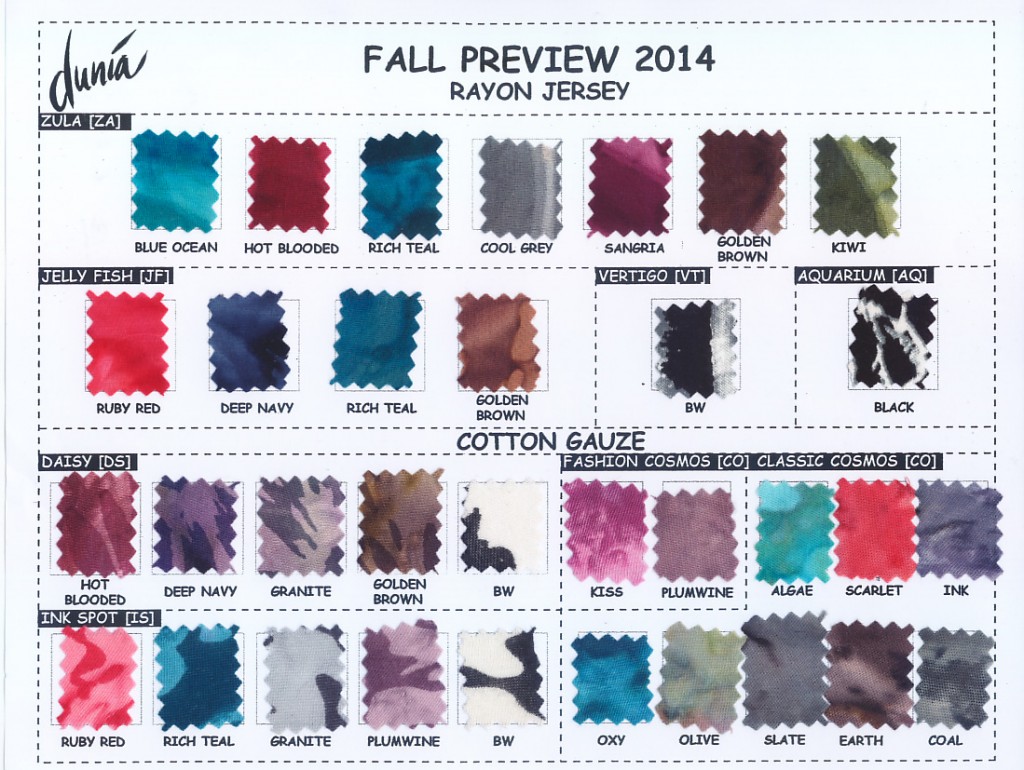 dunia
FALL PREVIEW 2014
RAYON JERSEY
ZULA [ZA]
BLUE OCEAN
HOT BLOODED
RICH TEAL
COOL GREY
SANGRIA
GOLDEN
BROWN
KIWI
JELLY FISH [JF]
RUBY RED
DEEP NAVY
RICH TEAL
GOLDEN
BROWN
VERTIGO [VT]
BW
AQUARIUM [AQ]
BLACK
COTTON GAUZE
DAISY [DS]
HOT
BLOODED
DEEP NAVY
GRANITE
GOLDEN
BROWN
BW
FASHION COSMOS [CO]
KISS
PLUMWINE
CLASSIC COSMOS [CO]
ALGAE
SCARLET
INK
INK SPOT [IS]
RUBY RED
RICH TEAL
GRANITE
PLUMWINE
BW
OXY
OLIVE
SLATE
EARTH
COAL